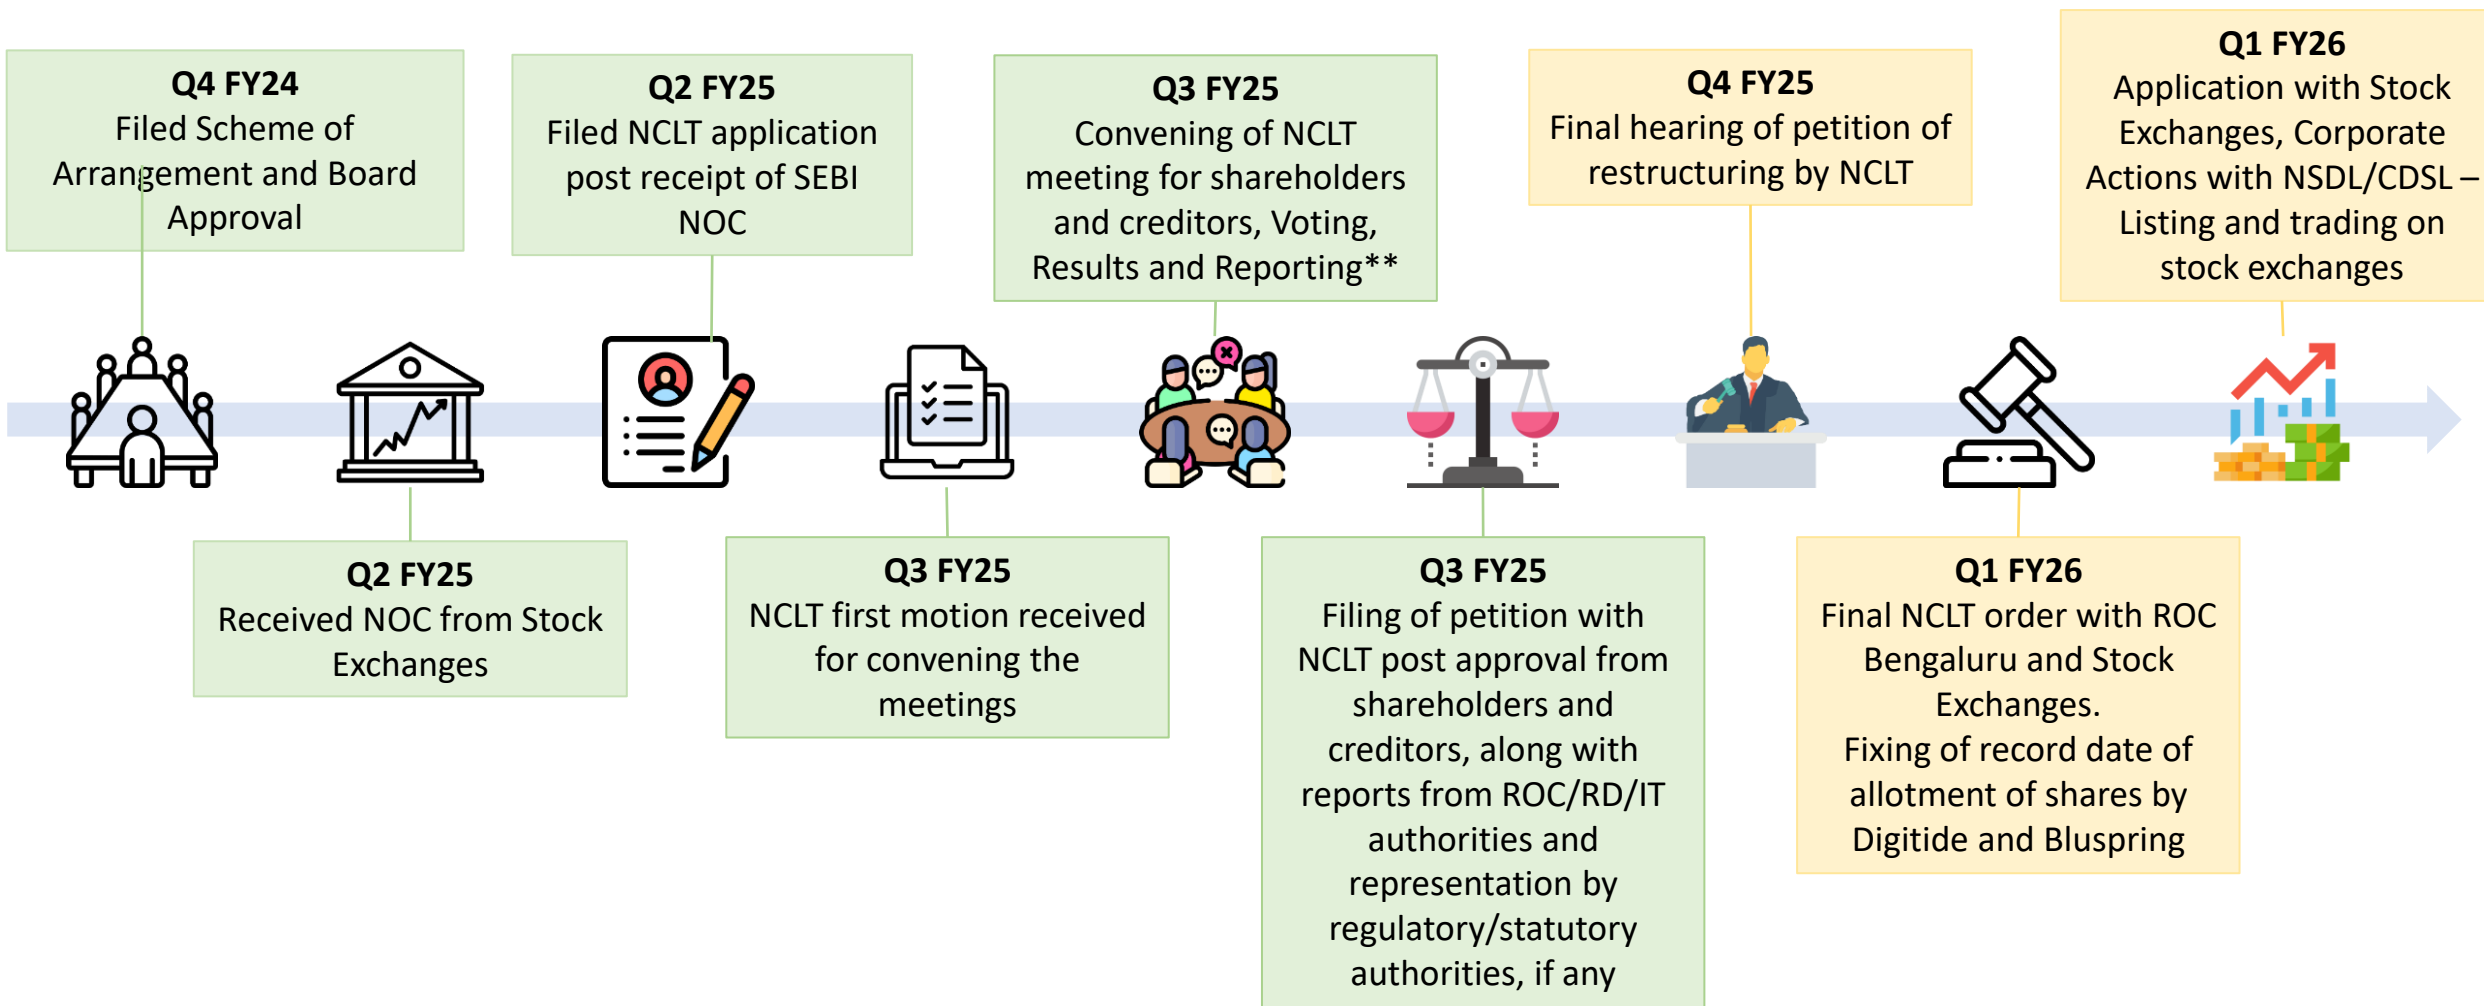 Q4 FY24
Filed Scheme of
Arrangement and Board
Approval
Q2 FY25
Received NOC from Stock
Exchanges
Q2 FY25
Filed NCLT application
post receipt of SEBI
NOC
Q3 FY25
NCLT first motion received
for convening the
meetings
Q3 FY25
Convening of NCLT
meeting for shareholders
and creditors, Voting,
Results and Reporting**
Q3 FY25
Filing of petition with
NCLT post approval from
shareholders and
creditors, along with
reports from ROC/RD/IT
authorities and
representation by
regulatory/statutory
authorities, if any
Q4 FY25
Final hearing of petition of
restructuring by NCLT
Q1 FY26
Final NCLT order with ROC
Bengaluru and Stock
Exchanges.
Fixing of record date of
allotment of shares by
Digitide and Bluspring
Q1 FY26
Application with Stock
Exchanges, Corporate
Actions with NSDL/CDSL –
Listing and trading on
stock exchanges